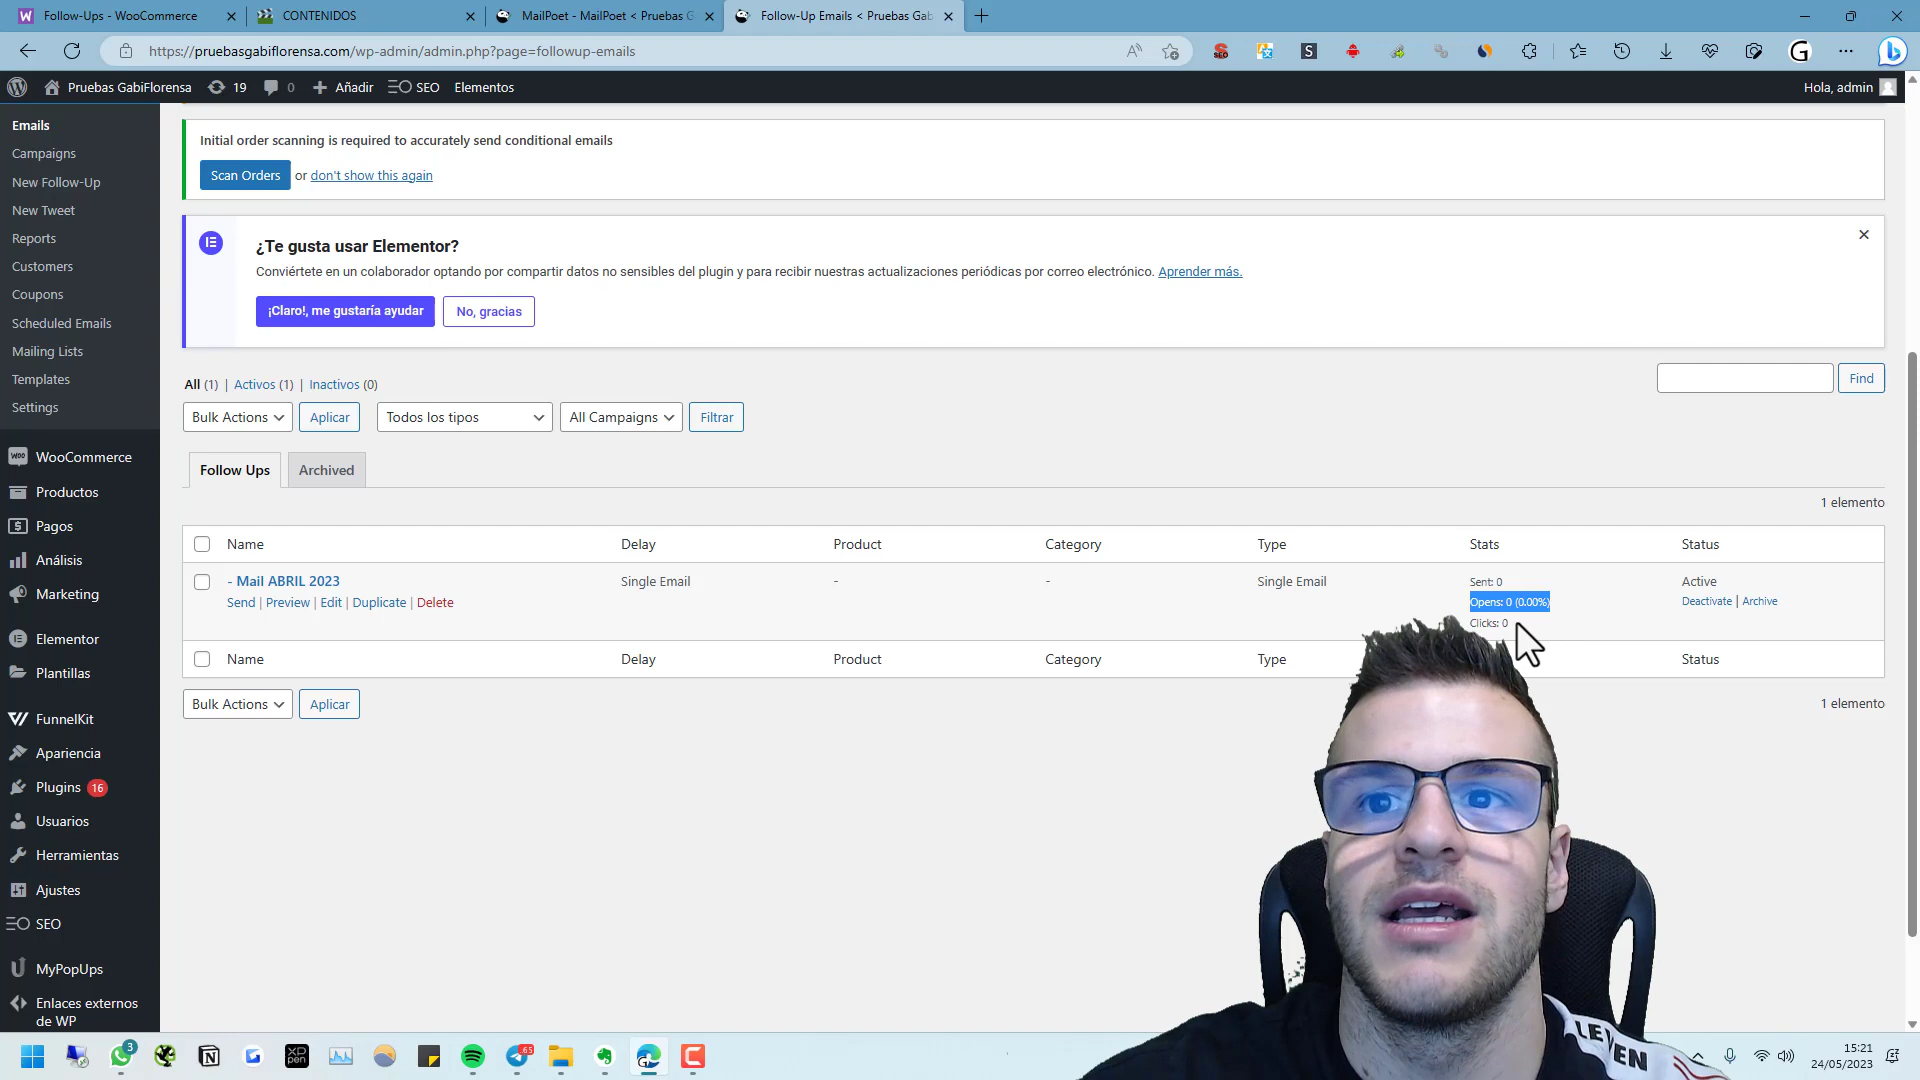 Follow-Ups - WooCommerce
CONTENIDOS
MailPoet - MailPoet < Pruebas G
Follow-Up Emails < Pruebas Gab
https://pruebasgabiflorensa.com/wp-admin/admin.php?page=followup-emails
Pruebas GabiFlorensa 19 0 Añadir SEO Elementos
Hola, admin
Emails
Campaigns
New Follow-Up
New Tweet
Reports
Customers
Coupons
Scheduled Emails
Mailing Lists
Templates
Settings
WooCommerce
Productos
Pagos
Análisis
Marketing
Elementor
Plantillas
FunnelKit
Apariencia
Plugins 16
Usuarios
Herramientas
Ajustes
SEO
MyPopUps
Enlaces externos
de WP
Initial order scanning is required to accurately send conditional emails
Scan Orders or don't show this again
¿Te gusta usar Elementor?
Conviértete en un colaborador optando por compartir datos no sensibles del plugin y para recibir nuestras actualizaciones periódicas por correo electrónico. Aprender más.
¡Claro!, me gustaría ayudar No, gracias
All (1) | Activos (1) | Inactivos (0)
Find
Bulk Actions Aplicar Todos los tipos All Campaigns Filtrar
Follow Ups Archived
1 elemento
Name Delay Product Category Type Stats Status
- Mail ABRIL 2023 Single Email - - Single Email Sent: 0 Active
Send | Preview | Edit | Duplicate | Delete Opens: 0 (0.00%) Deactivate | Archive
Clicks: 0
Name Delay Product Category Type Status
Bulk Actions Aplicar 1 elemento
LE
VEN
3
XP
PEN
65
15:21
24/05/2023